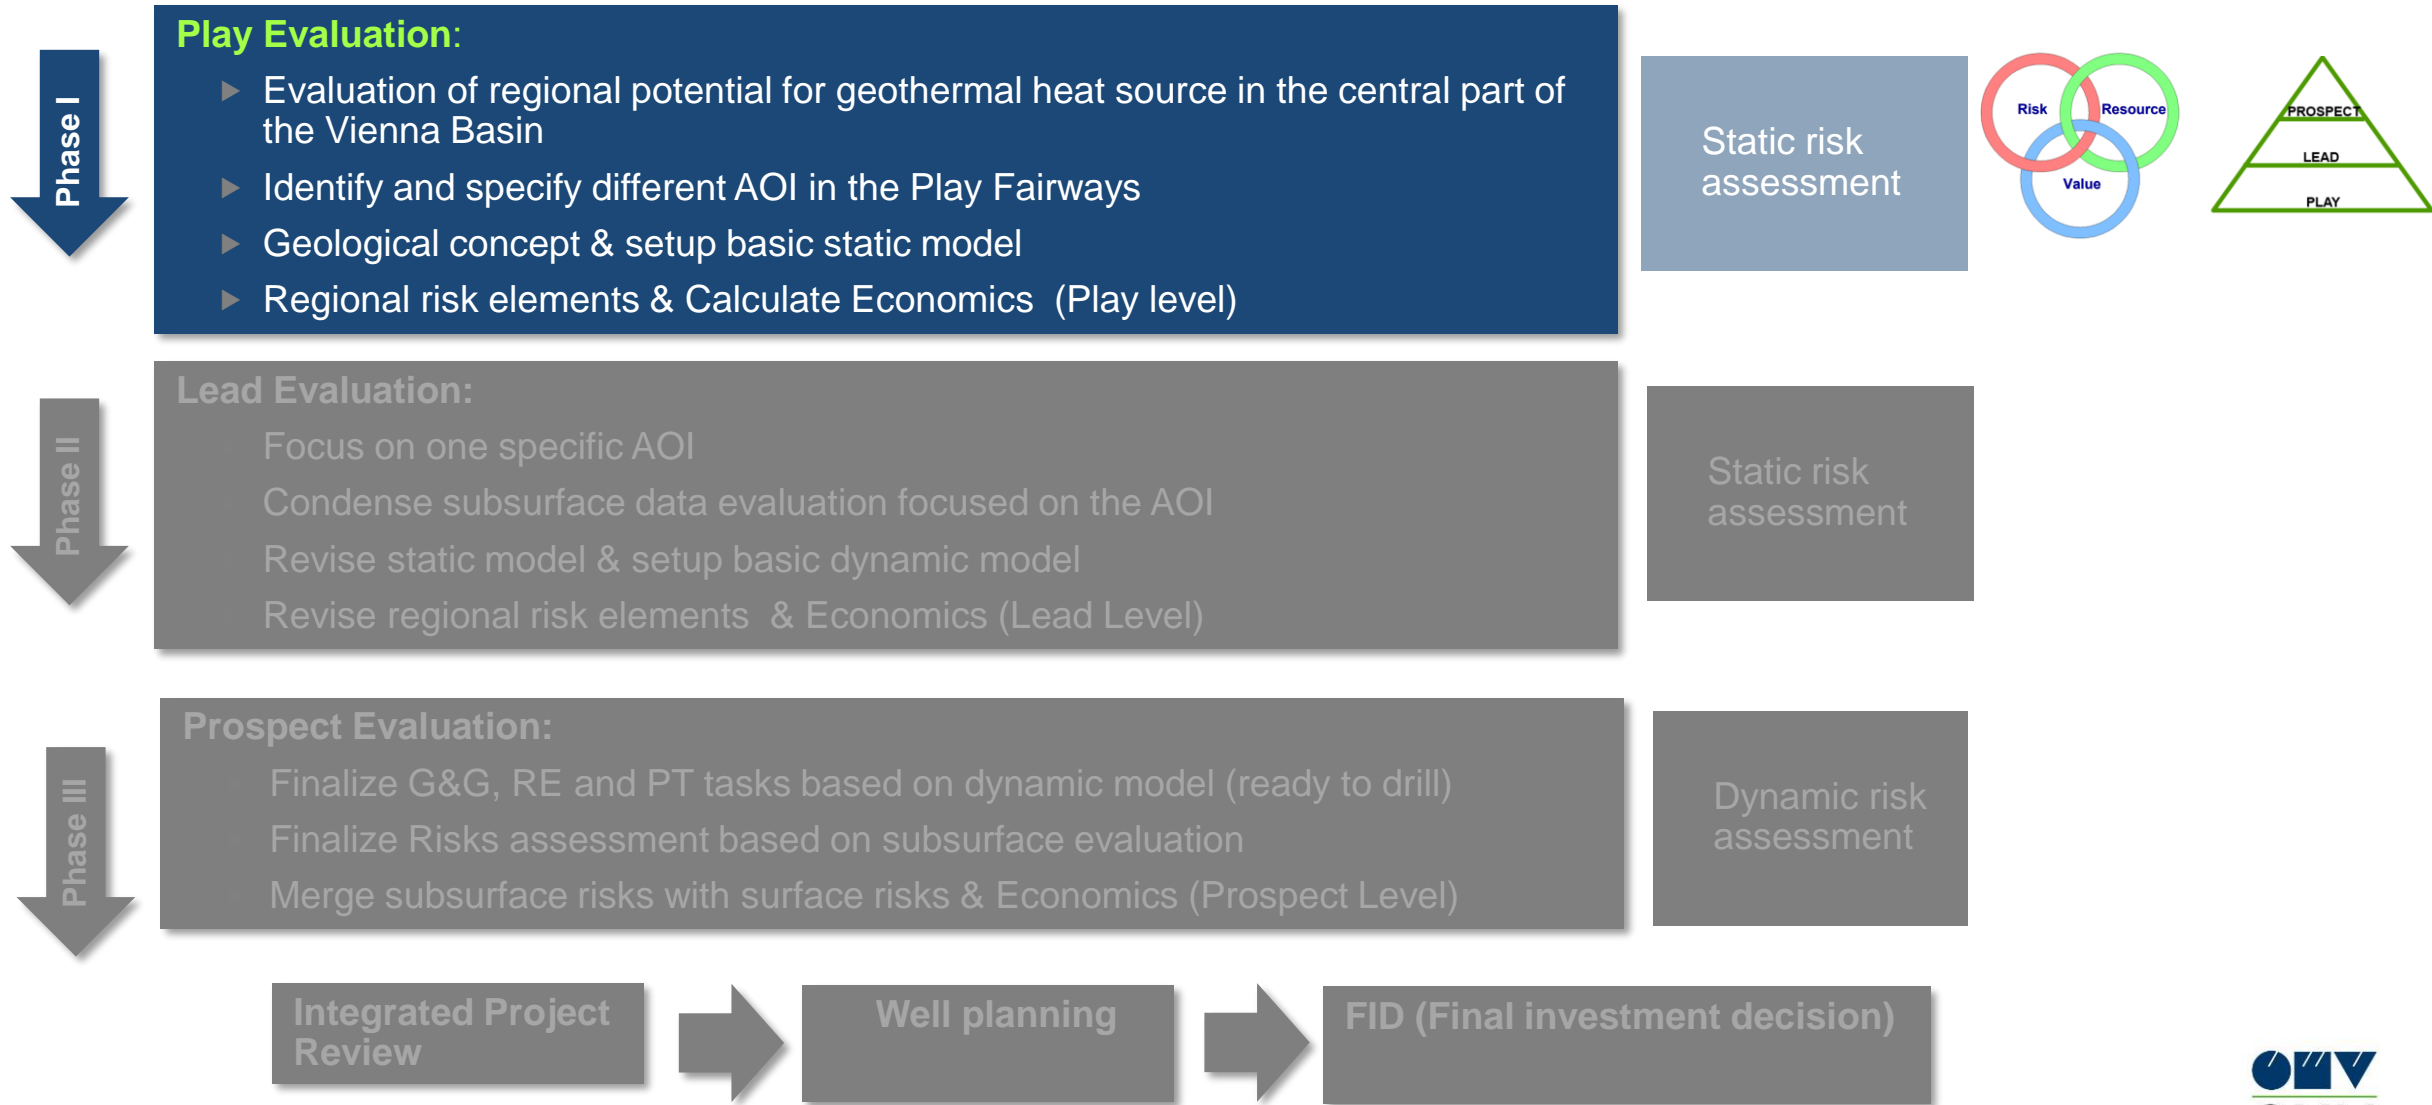 Phase I
Play Evaluation:
Evaluation of regional potential for geothermal heat source in the central part of
the Vienna Basin
Identify and specify different AOI in the Play Fairways
Geological concept & setup basic static model
Regional risk elements & Calculate Economics (Play level)
Static risk
assessment
Risk
Resource
Value
PROSPECT
LEAD
PLAY
Phase II
Lead Evaluation:
Focus on one specific AOI
Condense subsurface data evaluation focused on the AOI
Revise static model & setup basic dynamic model
Revise regional risk elements & Economics (Lead Level)
Static risk
assessment
Phase III
Prospect Evaluation:
Finalize G&G, RE and PT tasks based on dynamic model (ready to drill)
Finalize Risks assessment based on subsurface evaluation
Merge subsurface risks with surface risks & Economics (Prospect Level)
Dynamic risk
assessment
Integrated Project
Review
Well planning
FID (Final investment decision)
OMV